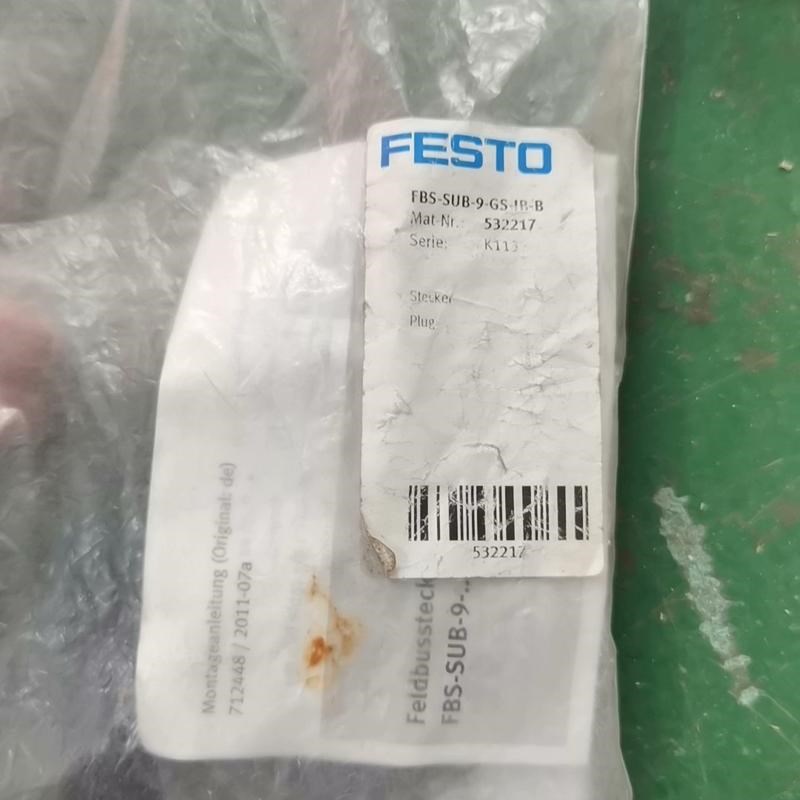 FESTO
FBS-SUB-9-GS-IB-B
Mat-Nr.: 532217
Serie: K113
Stecker
Plug
532217
Montageanleitung (Original: de)
712448 / 2011-07a
Feldbussteck
FBS-SUB-9-...